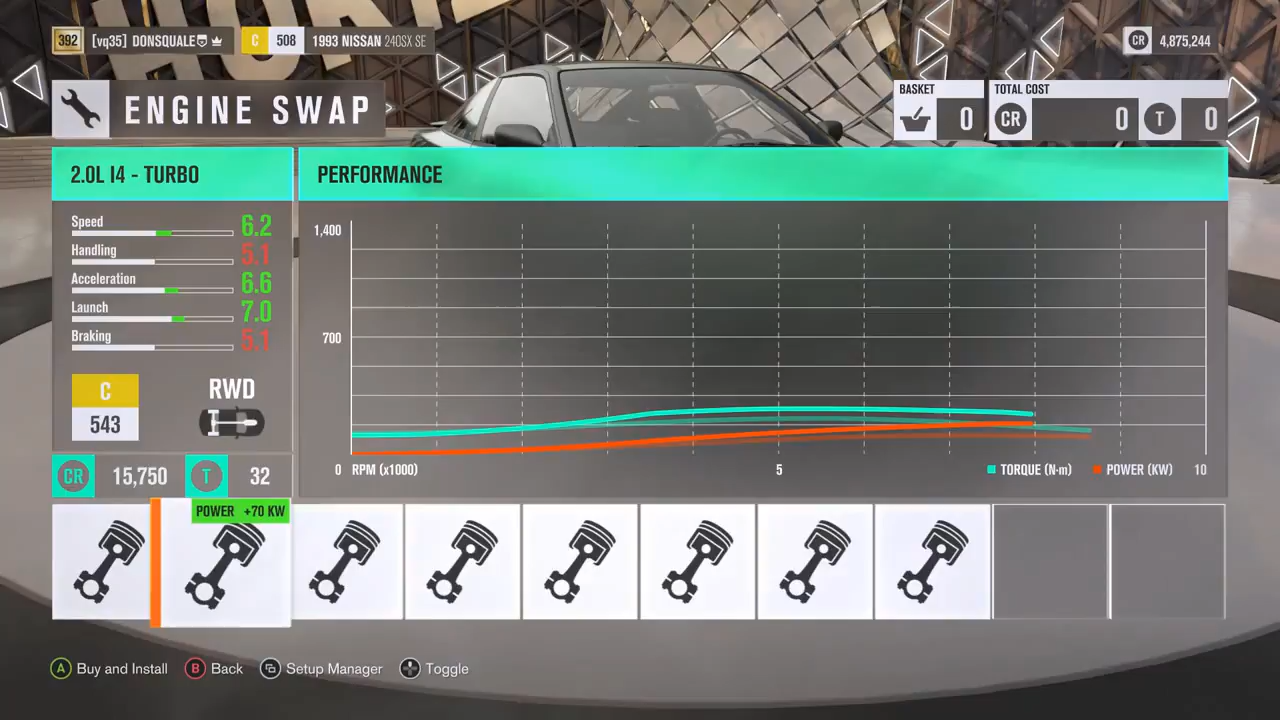 392 [vq35] DONSQUALE C 508 1993 NISSAN 240SX SE
CR 4,875,244
ENGINE SWAP
BASKET 0
TOTAL COST
CR 0 T 0
2.0L I4 - TURBO
PERFORMANCE
Speed 6.2
Handling 5.1
Acceleration 6.6
Launch 7.0
Braking 5.1
C
543
RWD
CR 15,750 T 32
1,400
700
0 RPM (x1000) 5 TORQUE (N·m) POWER (KW) 10
POWER +70 KW
A Buy and Install B Back Setup Manager Toggle